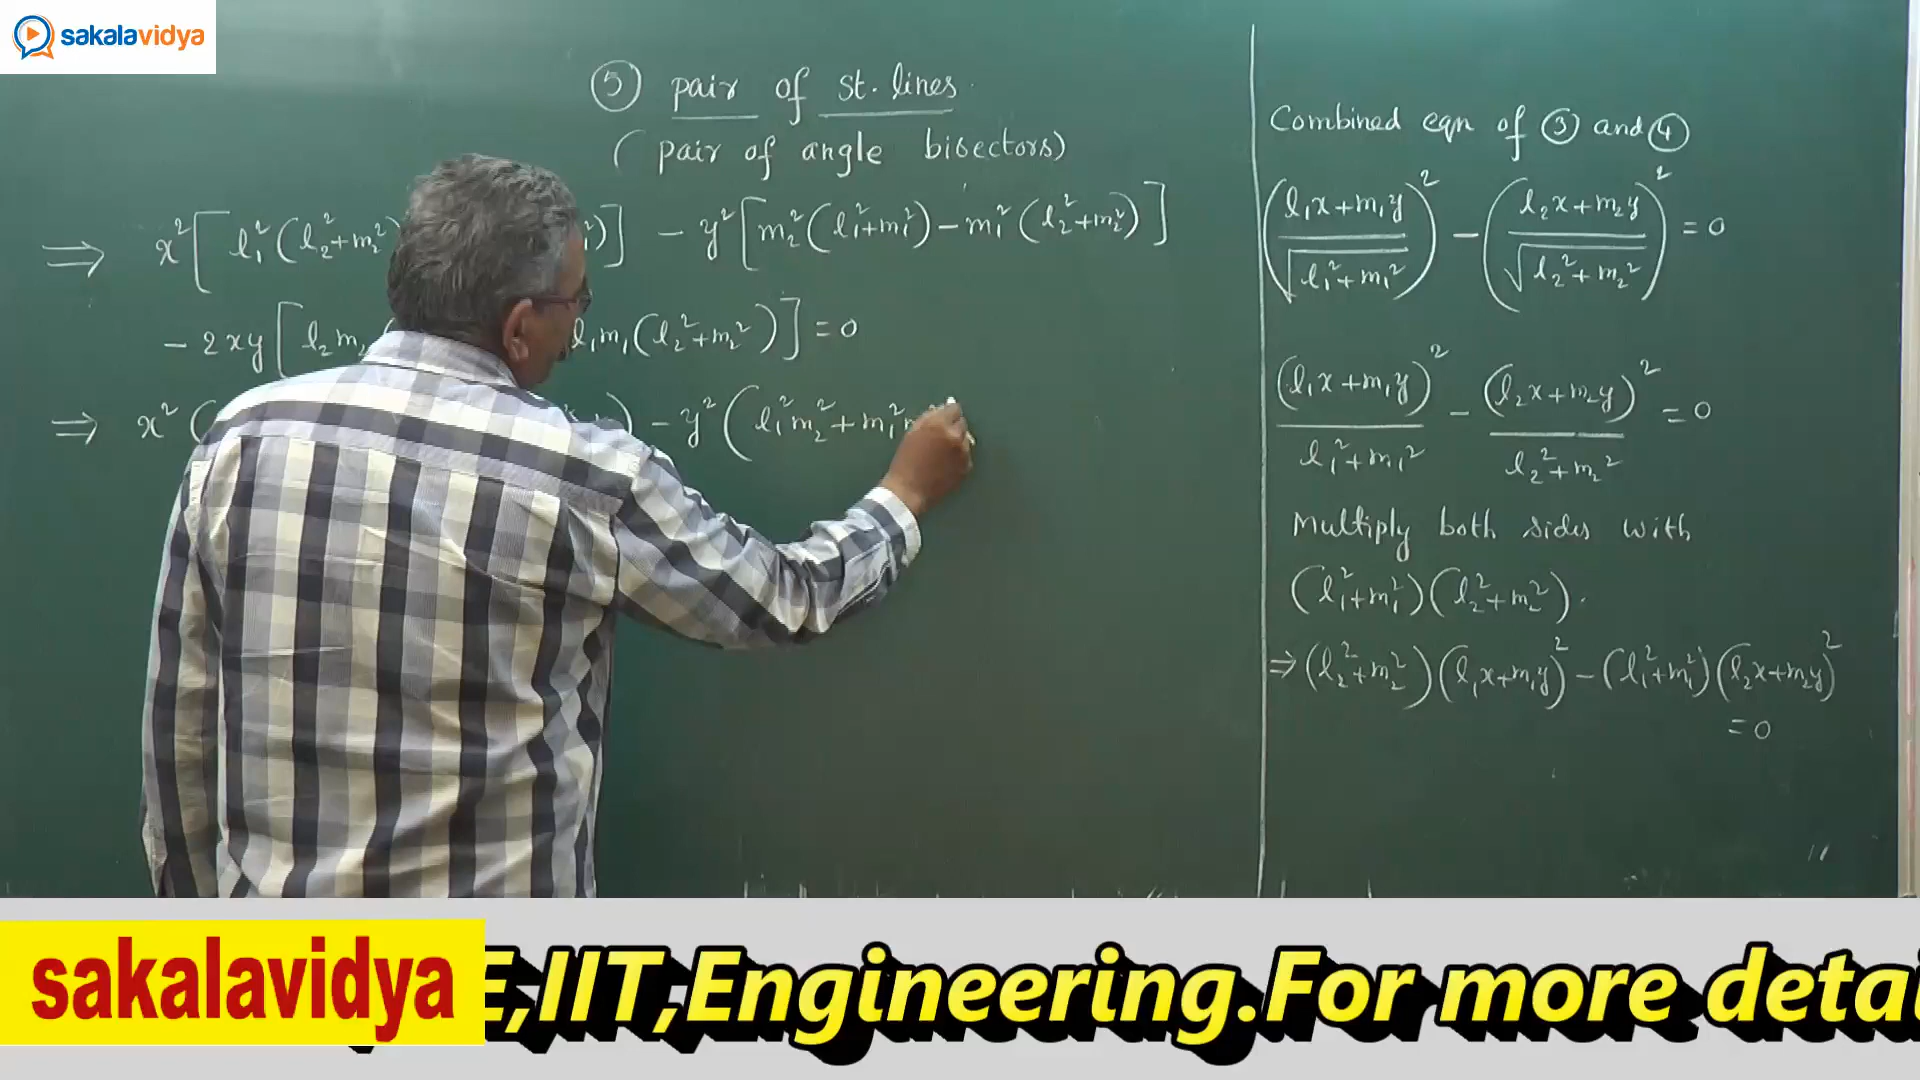 sakalavidya
⑤ pair of st. lines
(pair of angle bisectors)
⇒ x² [ l₁² (l₂²+m₂²) ₁²)] - y² [m₂² (l₁²+m₁²) - m₁² (l₂²+m₂²)]
- 2xy [l₂m₂ l₁m₁ (l₂²+m₂²)] = 0
⇒ x² ( ) - y² (l₁²m₂² + m₁²
Combined eqn of ③ and ④
((l₁x+m₁y)/√(l₁²+m₁²))² - ((l₂x+m₂y)/√(l₂²+m₂²))² = 0
(l₁x+m₁y)²/(l₁²+m₁²) - (l₂x+m₂y)²/(l₂²+m₂²) = 0
Multiply both sides with
(l₁²+m₁²)(l₂²+m₂²).
⇒ (l₂²+m₂²)(l₁x+m₁y)² - (l₁²+m₁²)(l₂x+m₂y)²
= 0
sakalavidya
E,IIT,Engineering.For more detai